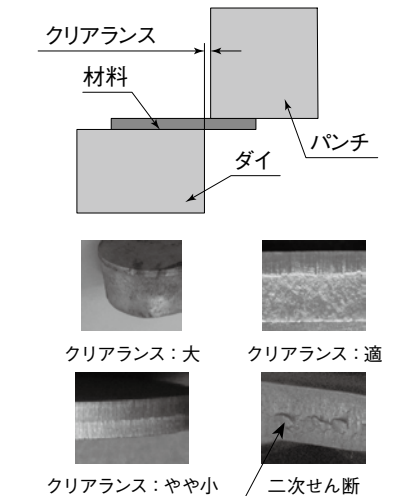 クリアランス
材料
パンチ
ダイ
クリアランス：大
クリアランス：適
クリアランス：やや小
二次せん断